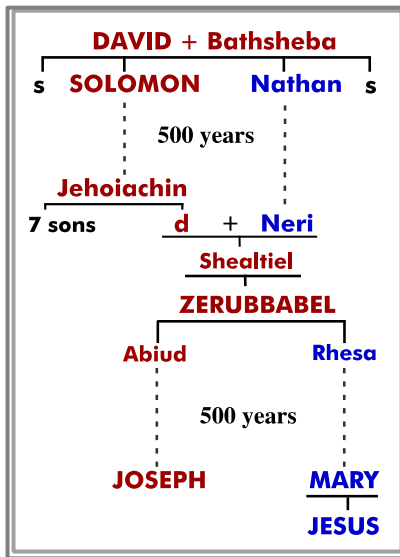 DAVID + Bathsheba
s SOLOMON Nathan s
500 years
Jehoiachin
7 sons d + Neri
Shealtiel
ZERUBBABEL
Abiud Rhesa
500 years
JOSEPH MARY
JESUS